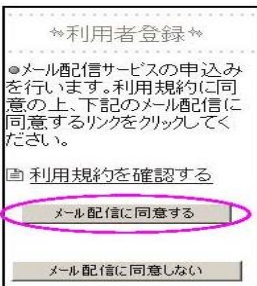 利用者登録
●メール配信サービスの申込み
を行います。利用規約に同
意の上、下記のメール配信に
同意するリンクをクリックしてく
ださい。
利用規約を確認する
メール配信に同意する
メール配信に同意しない